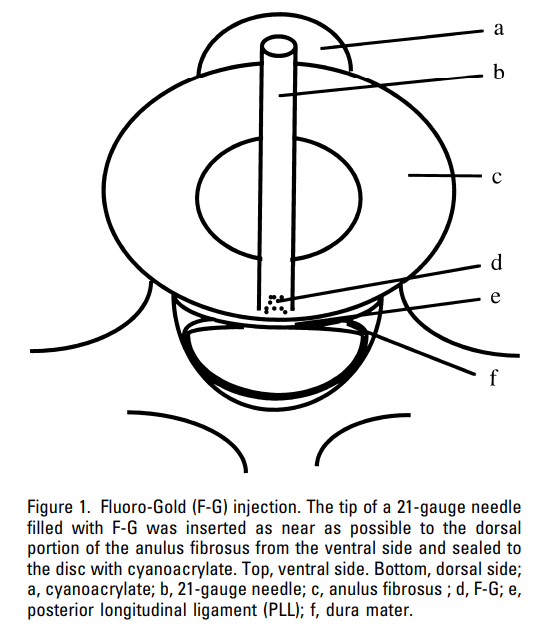 a
b
c
d
e
f
Figure 1. Fluoro-Gold (F-G) injection. The tip of a 21-gauge needle
filled with F-G was inserted as near as possible to the dorsal
portion of the anulus fibrosus from the ventral side and sealed to
the disc with cyanoacrylate. Top, ventral side. Bottom, dorsal side;
a, cyanoacrylate; b, 21-gauge needle; c, anulus fibrosus ; d, F-G; e,
posterior longitudinal ligament (PLL); f, dura mater.